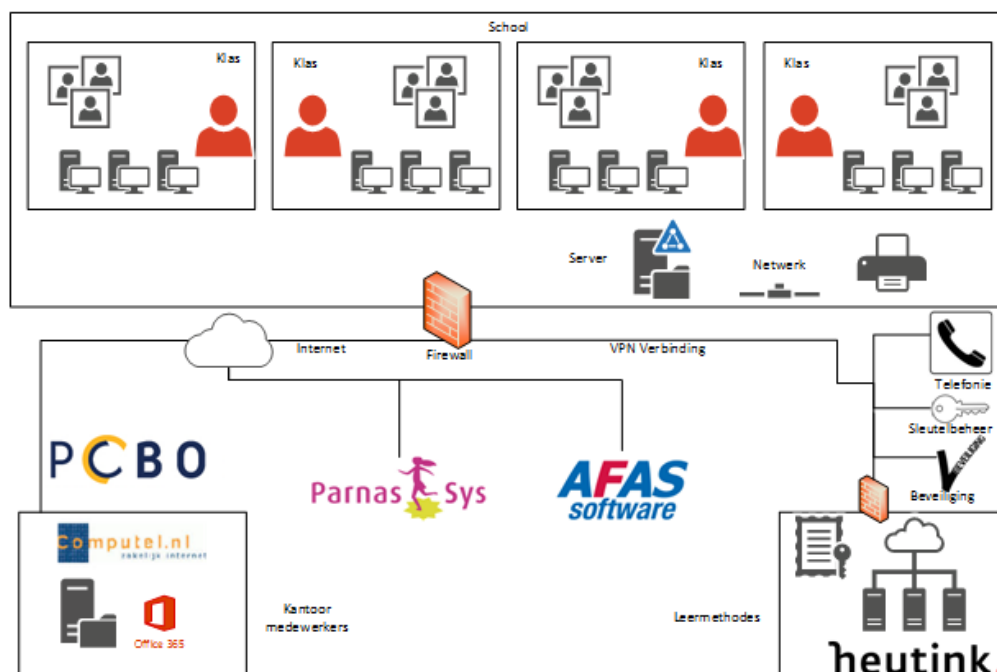 School
Klas
Klas
Klas
Klas
Server
Netwerk
Internet
Firewall
VPN Verbinding
Telefonie
Sleutelbeheer
BEVEILIGING
Beveiliging
PCBO
Parnas Sys
AFAS
software
Computel.nl
zakelijk internet
Office 365
Kantoor
medewerkers
Leermethodes
heutink.